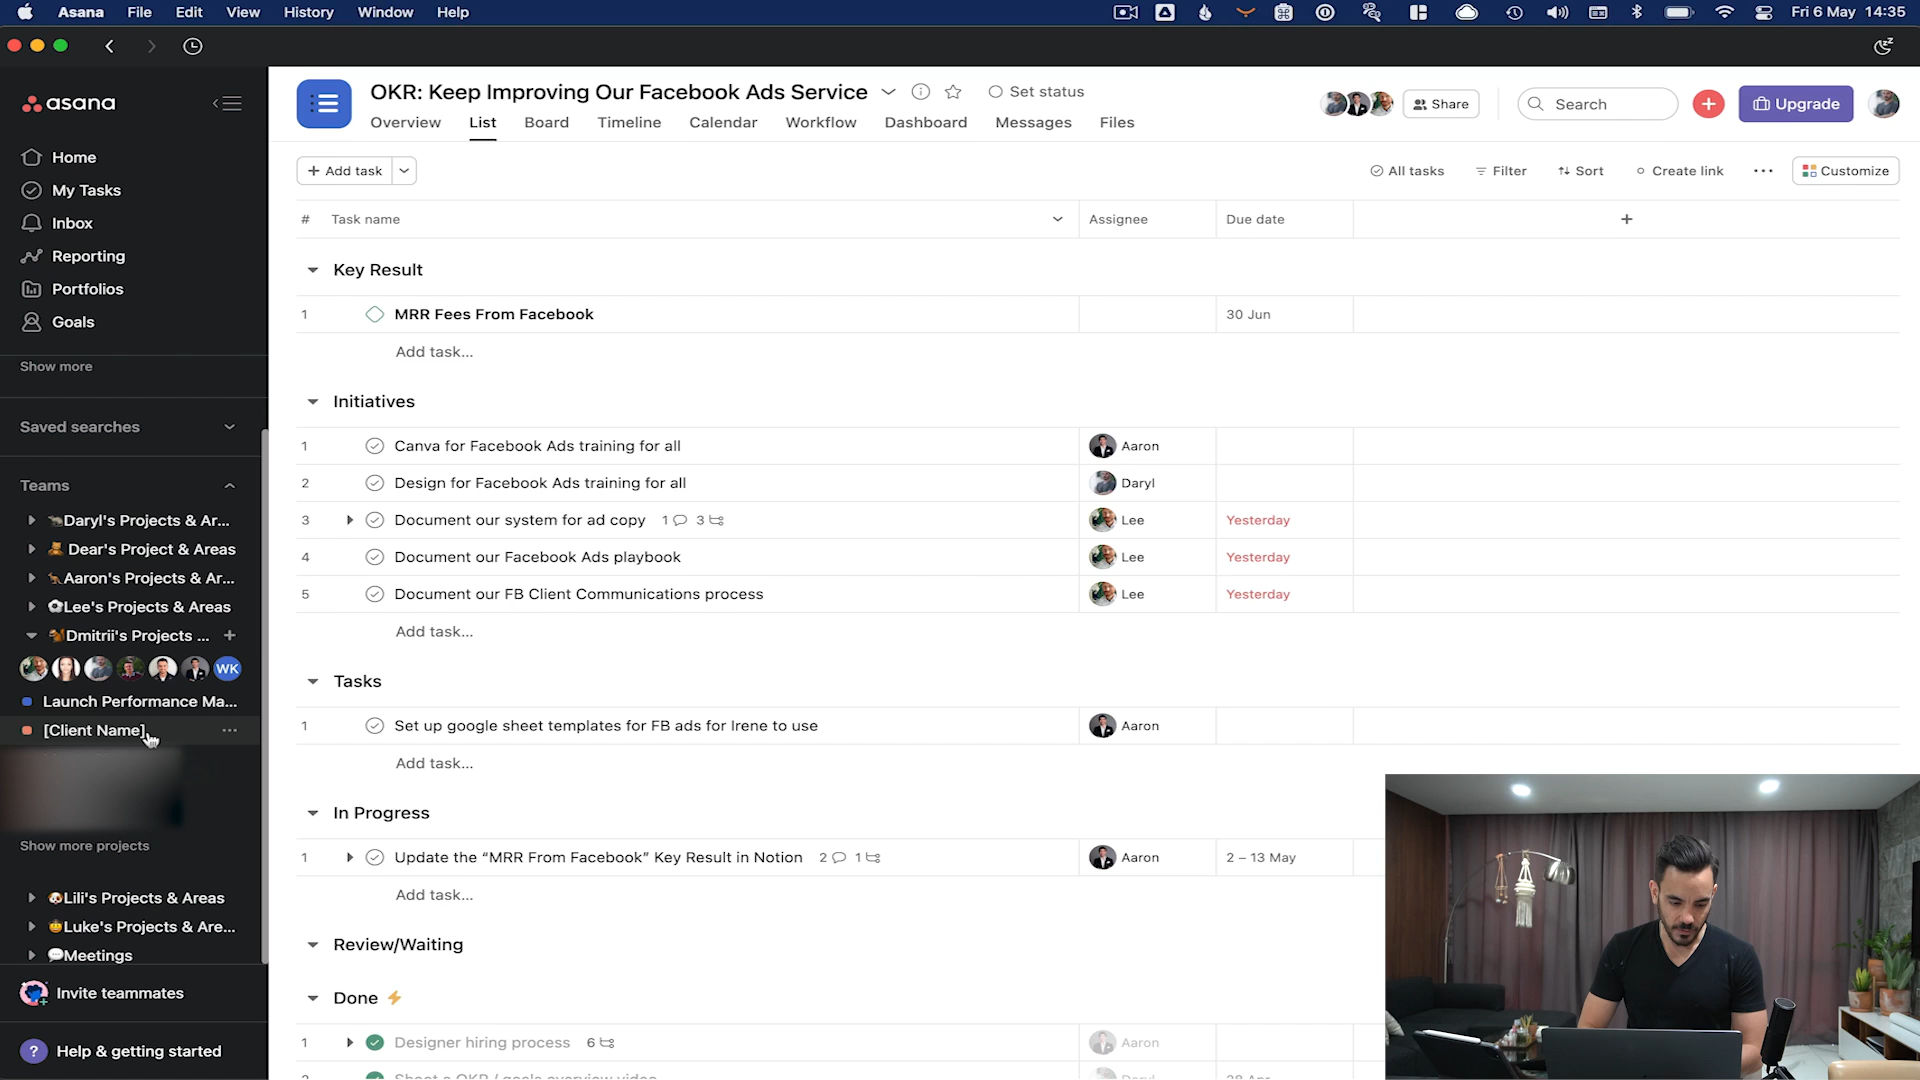 Asana File Edit View History Window Help
Fri 6 May 14:35
asana
Home
My Tasks
Inbox
Reporting
Portfolios
Goals
Show more
Saved searches
Teams
Daryl's Projects & Ar...
Dear's Project & Areas
Aaron's Projects & Ar...
Lee's Projects & Areas
Dmitrii's Projects ...
WK
Launch Performance Ma...
[Client Name]
Show more projects
Lili's Projects & Areas
Luke's Projects & Are...
Meetings
Invite teammates
? Help & getting started
OKR: Keep Improving Our Facebook Ads Service
Set status
Share
Search
Upgrade
Overview List Board Timeline Calendar Workflow Dashboard Messages Files
+ Add task
All tasks Filter Sort Create link ... Customize
# Task name Assignee Due date +
Key Result
1 MRR Fees From Facebook 30 Jun
Add task...
Initiatives
1 Canva for Facebook Ads training for all Aaron
2 Design for Facebook Ads training for all Daryl
3 Document our system for ad copy 1 3 Lee Yesterday
4 Document our Facebook Ads playbook Lee Yesterday
5 Document our FB Client Communications process Lee Yesterday
Add task...
Tasks
1 Set up google sheet templates for FB ads for Irene to use Aaron
Add task...
In Progress
1 Update the “MRR From Facebook” Key Result in Notion 2 1 Aaron 2 – 13 May
Add task...
Review/Waiting
Done
1 Designer hiring process 6 Aaron
2 Shoot a OKR / goals overview video Daryl 28 Apr